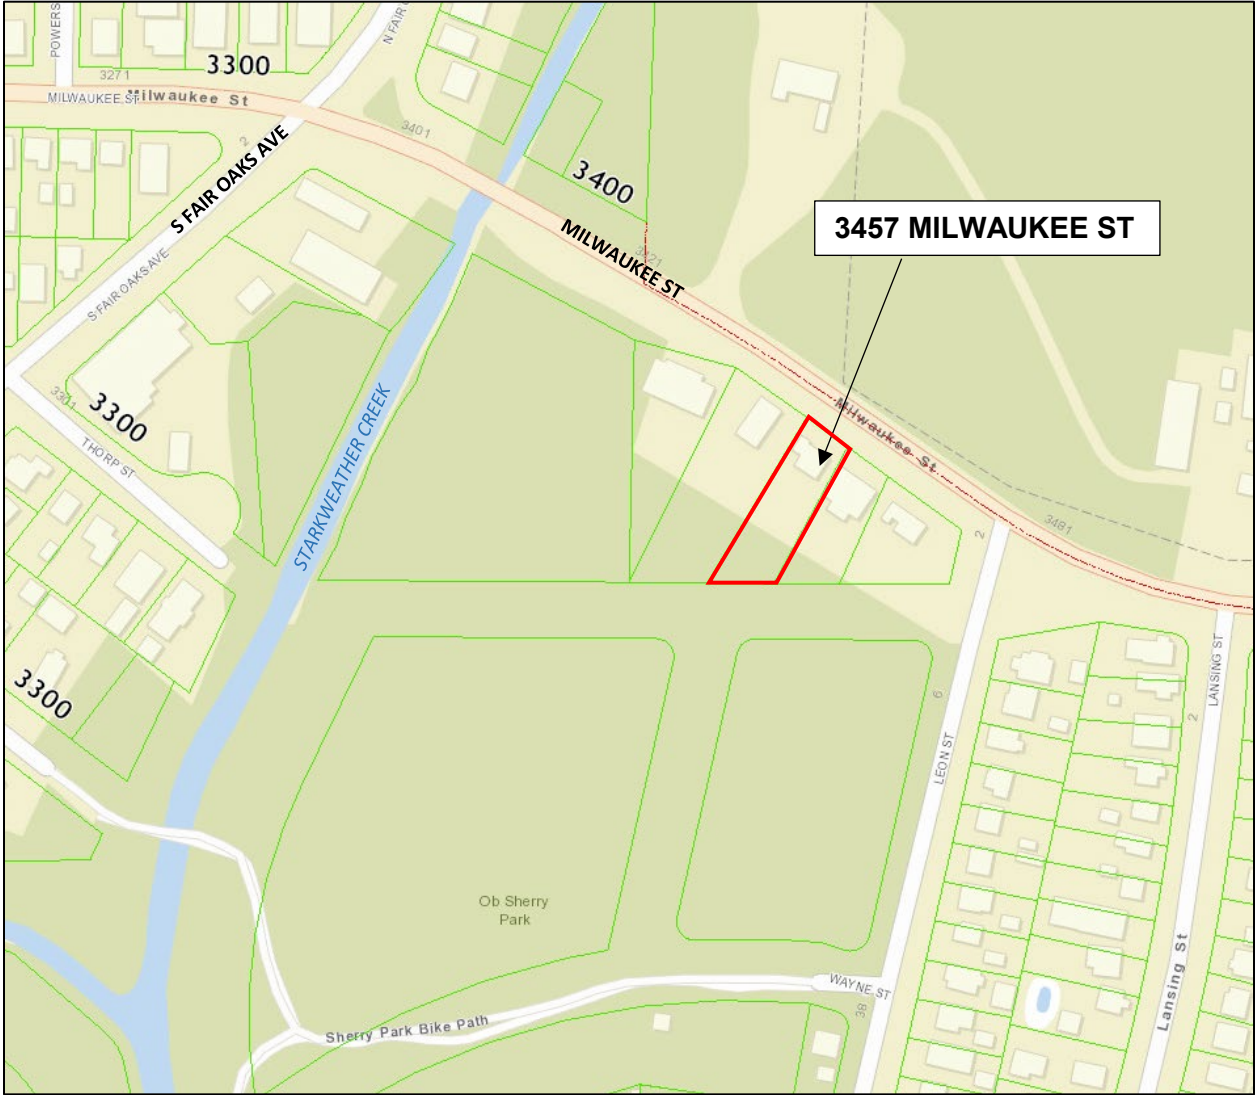 POWERS
N FAIR
3300
3271
MILWAUKEE ST
Milwaukee St
2
3401
S FAIR OAKS AVE
3400
3457 MILWAUKEE ST
MILWAUKEE ST
S FAIR OAKS AVE
3301
3300
THORP ST
STARKWEATHER CREEK
Milwaukee St
3481
2
3300
LANSING ST
6
2
LEON ST
Ob Sherry
Park
WAYNE ST
38
Sherry Park Bike Path
Lansing St